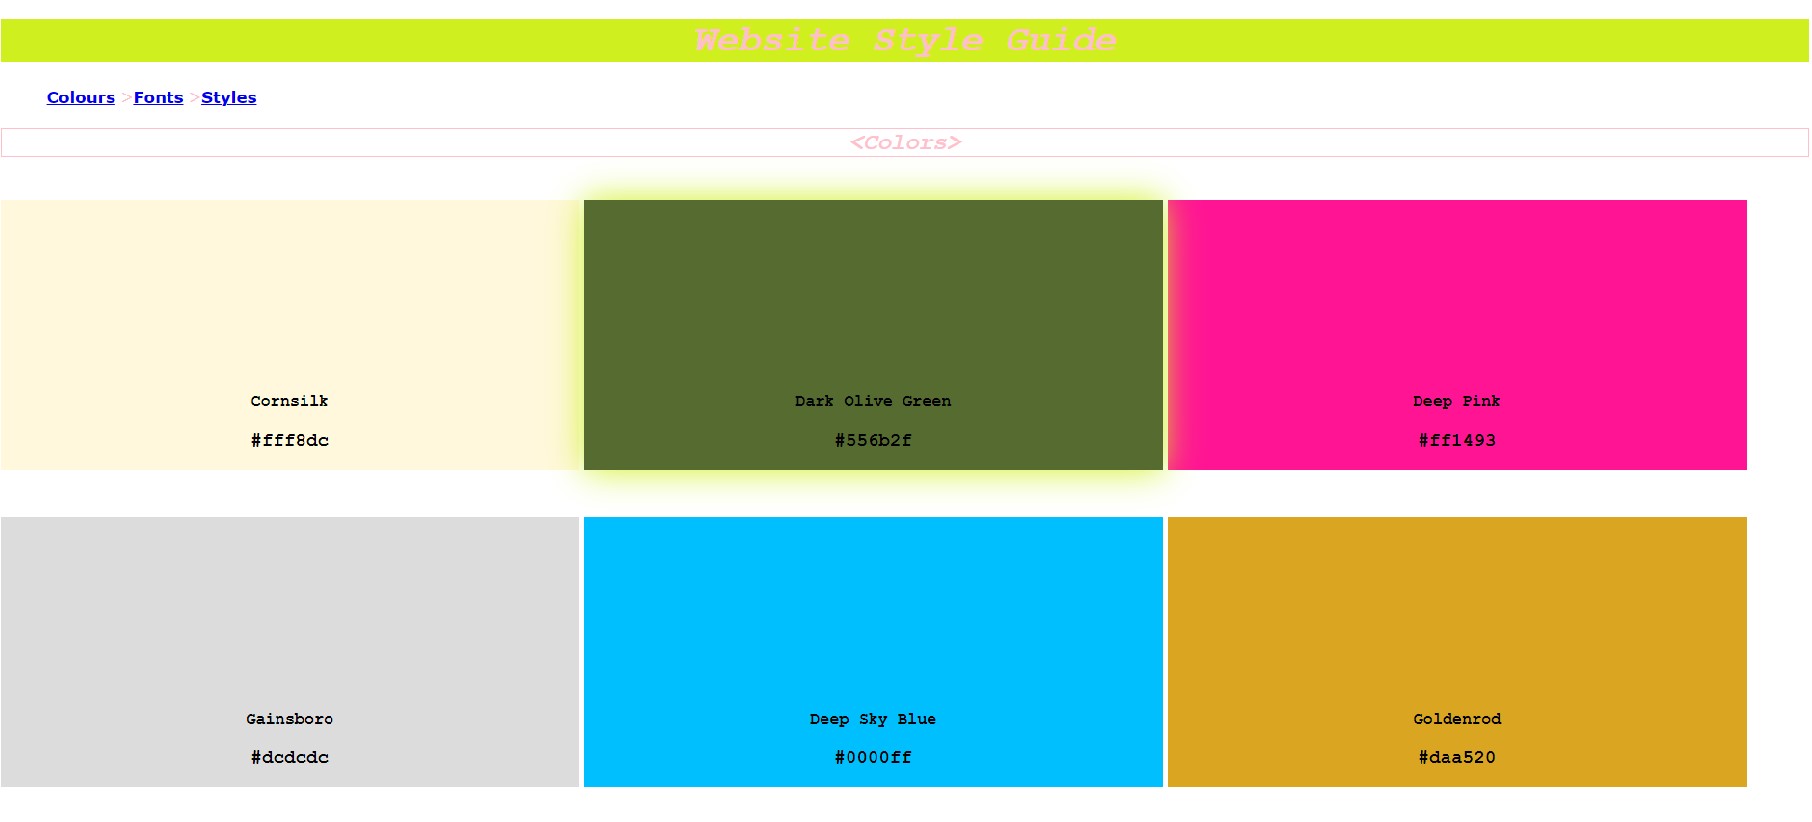 Website Style Guide
Colours >Fonts >Styles
<Colors>
Cornsilk
#fff8dc
Dark Olive Green
#556b2f
Deep Pink
#ff1493
Gainsboro
#dcdcdc
Deep Sky Blue
#0000ff
Goldenrod
#daa520